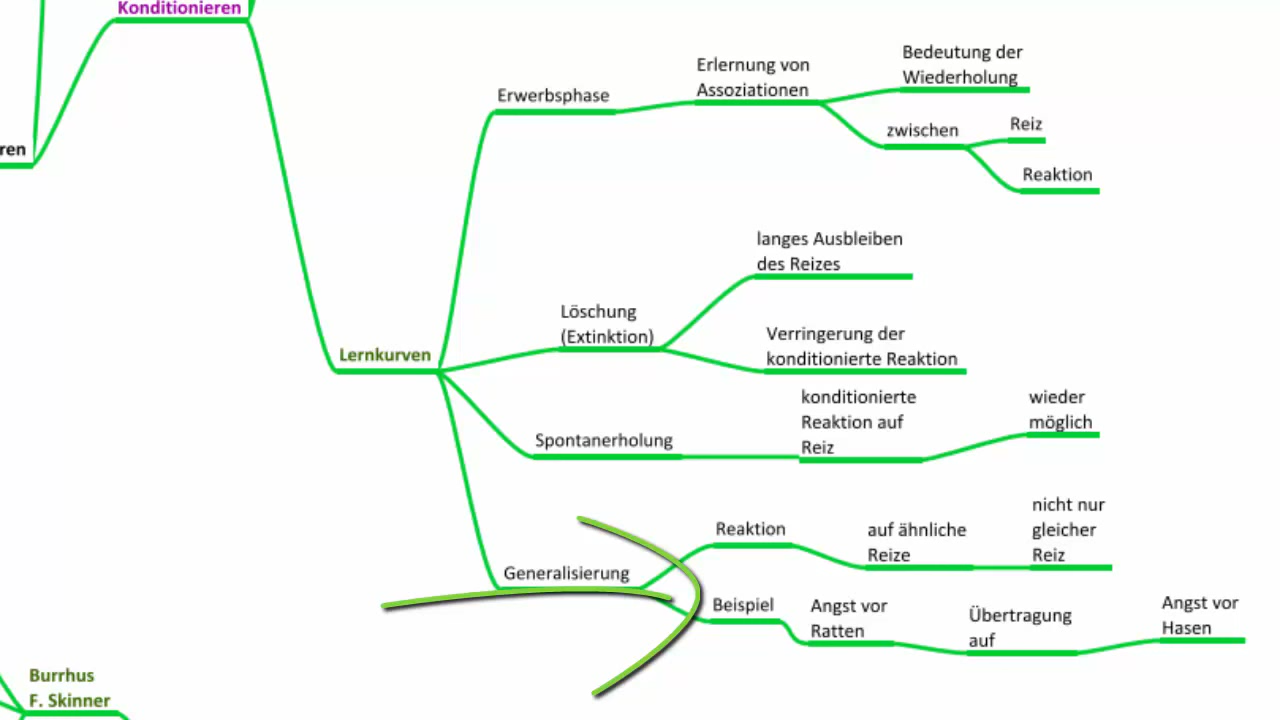 Konditionieren
ren
Lernkurven
Erwerbsphase
Erlernung von
Assoziationen
Bedeutung der
Wiederholung
zwischen
Reiz
Reaktion
Löschung
(Extinktion)
langes Ausbleiben
des Reizes
Verringerung der
konditionierte Reaktion
Spontanerholung
konditionierte
Reaktion auf
Reiz
wieder
möglich
Generalisierung
Reaktion
auf ähnliche
Reize
nicht nur
gleicher
Reiz
Beispiel
Angst vor
Ratten
Übertragung
auf
Angst vor
Hasen
Burrhus
F. Skinner